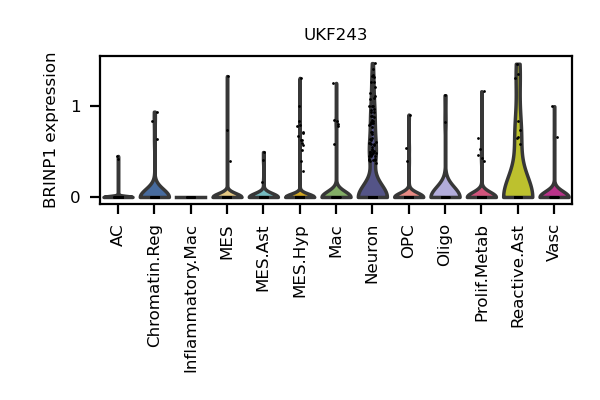 UKF243
BRINP1 expression
1
0
AC
Chromatin.Reg
Inflammatory.Mac
MES
MES.Ast
MES.Hyp
Mac
Neuron
OPC
Oligo
Prolif.Metab
Reactive.Ast
Vasc